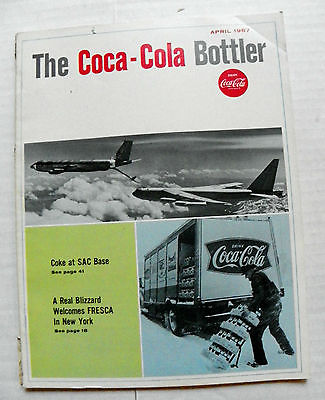 APRIL 1967
The Coca-Cola Bottler
DRINK
Coca-Cola
Coke at SAC Base
See page 41
A Real Blizzard
Welcomes FRESCA
In New York
See page 18
DRINK
Coca-Cola